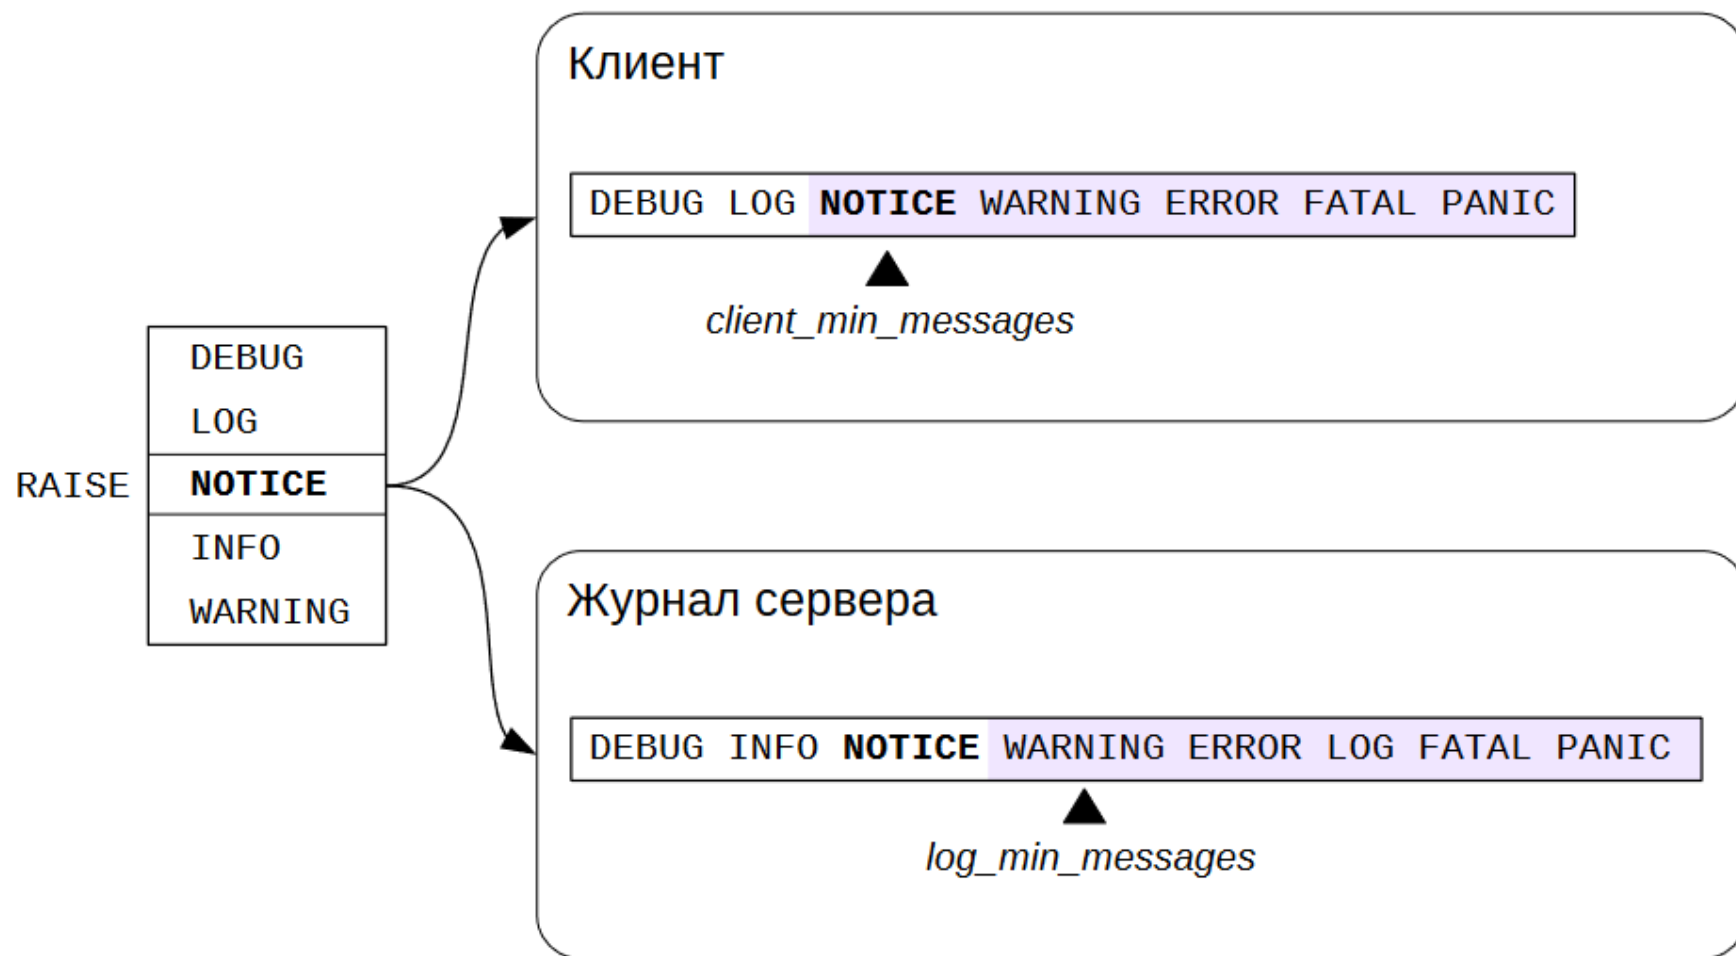 Клиент
DEBUG LOG NOTICE WARNING ERROR FATAL PANIC
client_min_messages
DEBUG
LOG
RAISE NOTICE
INFO
WARNING
Журнал сервера
DEBUG INFO NOTICE WARNING ERROR LOG FATAL PANIC
log_min_messages